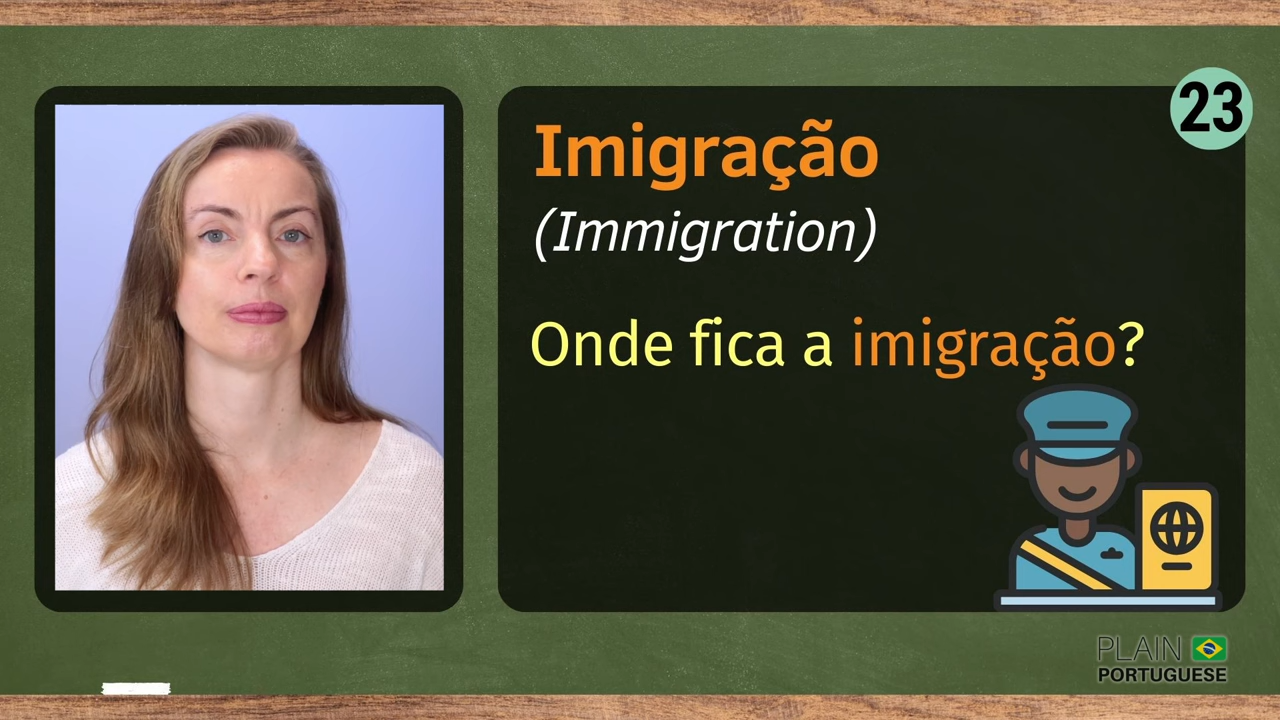 23
Imigração
(Immigration)
Onde fica a imigração?
PLAIN
PORTUGUESE